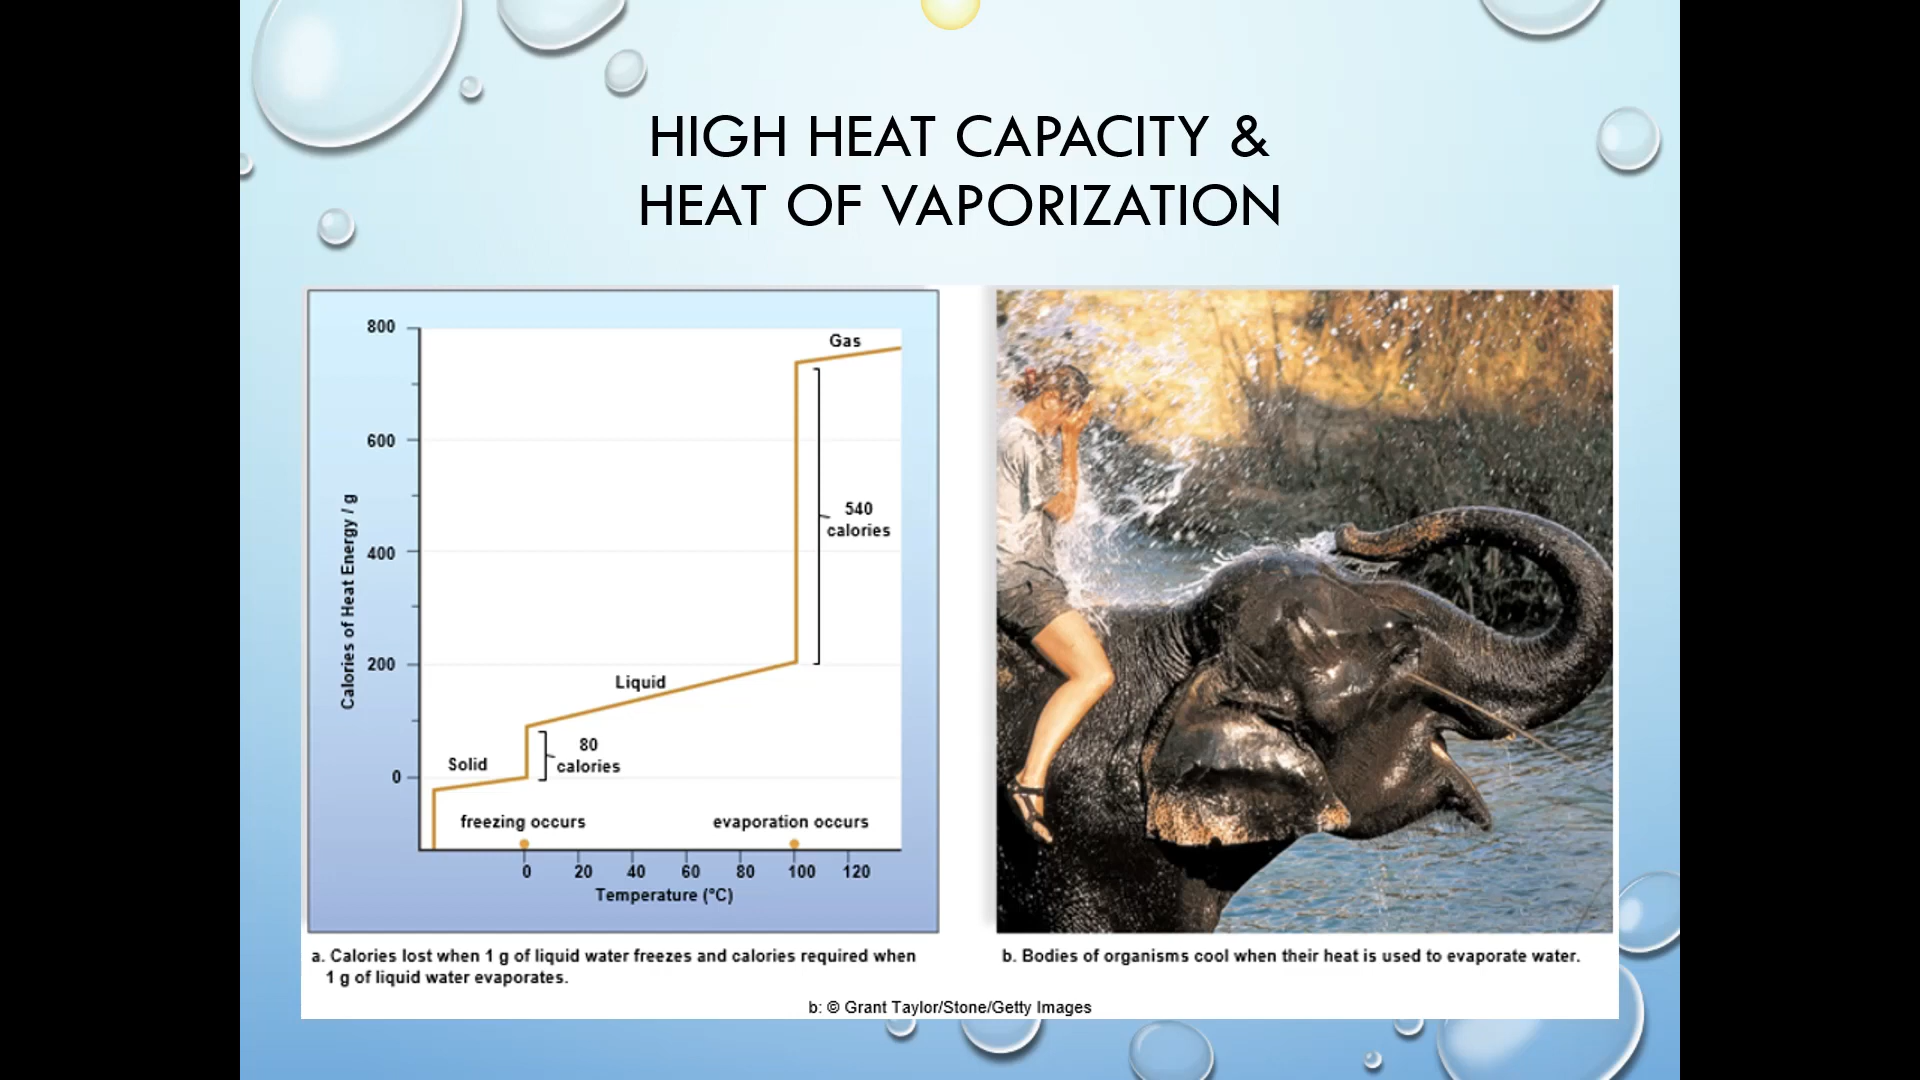 HIGH HEAT CAPACITY &
HEAT OF VAPORIZATION
800
600
400
200
0
Calories of Heat Energy / g
Gas
540
calories
Liquid
80
calories
Solid
freezing occurs
evaporation occurs
0 20 40 60 80 100 120
Temperature (°C)
a. Calories lost when 1 g of liquid water freezes and calories required when
1 g of liquid water evaporates.
b. Bodies of organisms cool when their heat is used to evaporate water.
b: © Grant Taylor/Stone/Getty Images